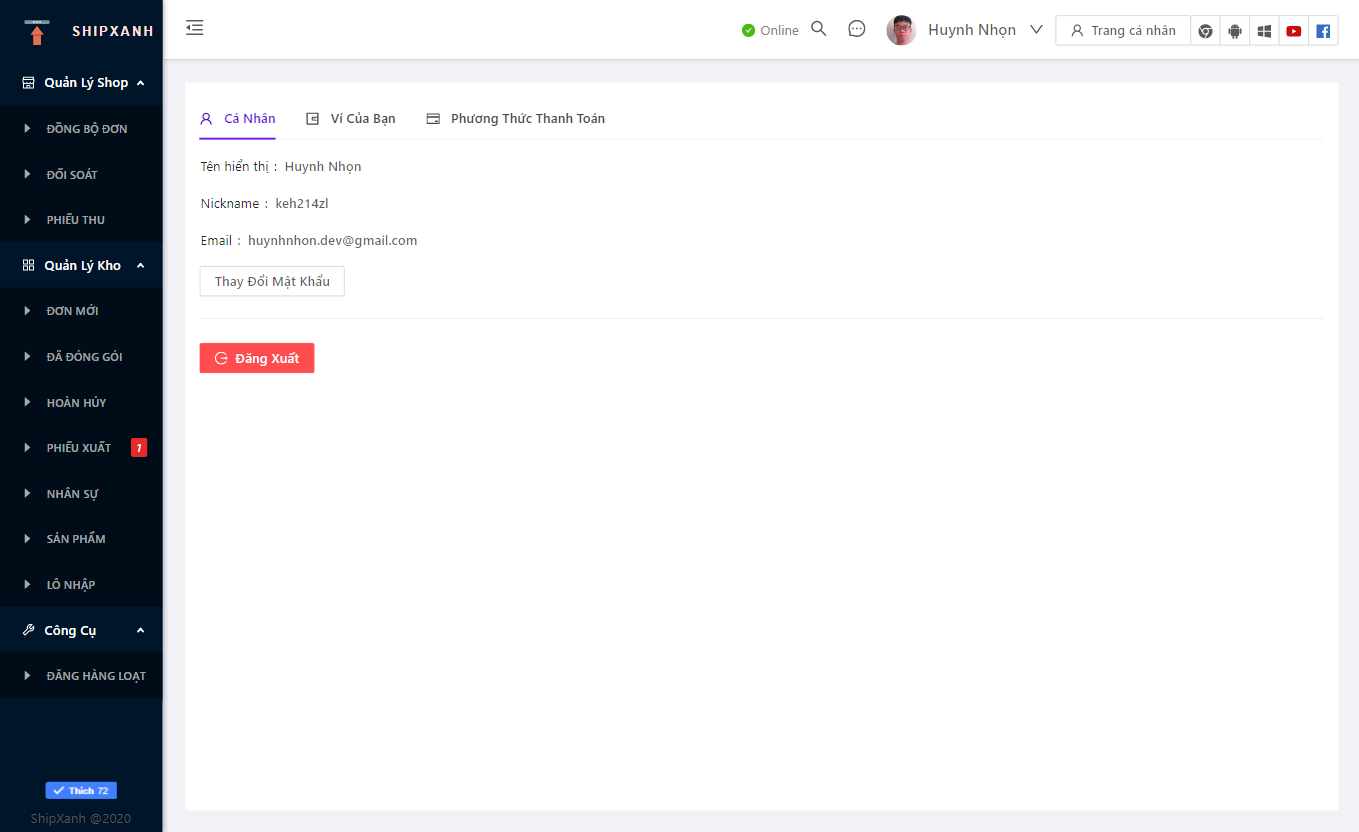 SHIPXANH
Quản Lý Shop
ĐỒNG BỘ ĐƠN
ĐỐI SOÁT
PHIẾU THU
Quản Lý Kho
ĐƠN MỚI
ĐÃ ĐÓNG GÓI
HOÀN HỦY
PHIẾU XUẤT 1
NHÂN SỰ
SẢN PHẨM
LÔ NHẬP
Công Cụ
ĐĂNG HÀNG LOẠT
Thích 72
ShipXanh @2020
Online Huynh Nhọn Trang cá nhân
Cá Nhân Ví Của Bạn Phương Thức Thanh Toán
Tên hiển thị : Huynh Nhọn
Nickname : keh214zl
Email : huynhnhon.dev@gmail.com
Thay Đổi Mật Khẩu
Đăng Xuất